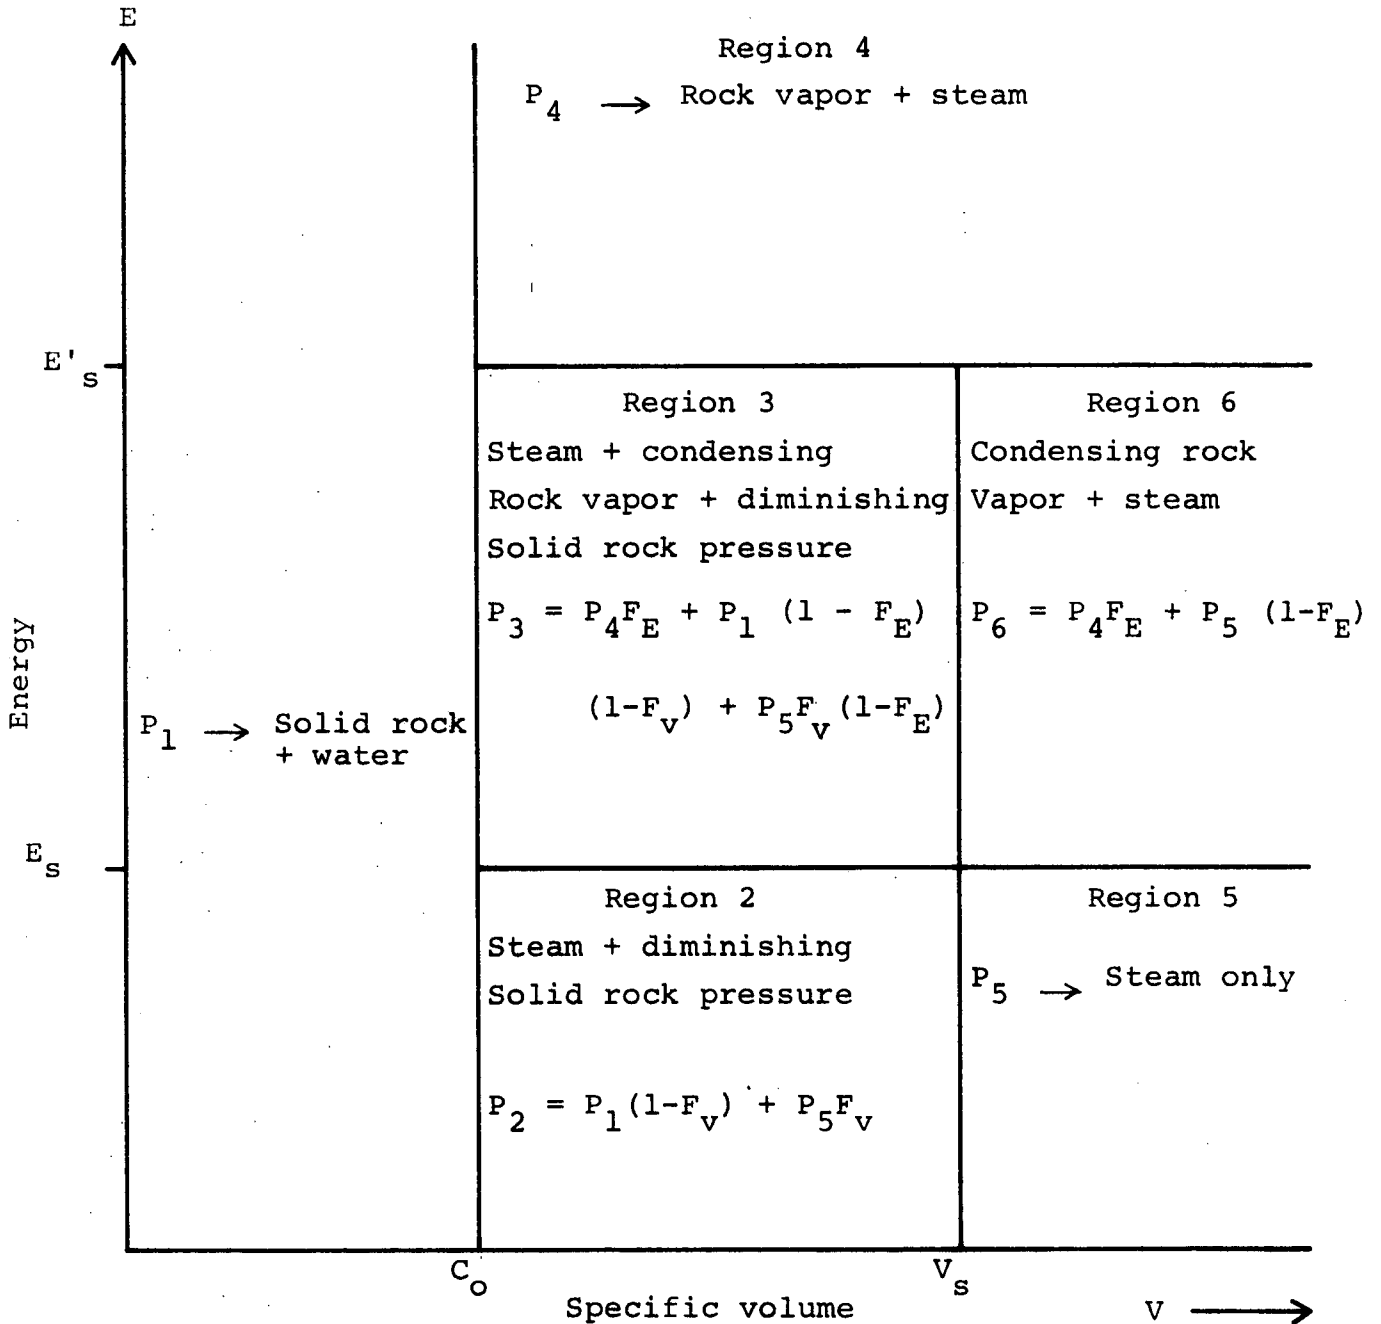 E
Region 4
P4 → Rock vapor + steam
E's
Region 3
Steam + condensing
Rock vapor + diminishing
Solid rock pressure
P3 = P4FE + P1 (1 - FE)
(1-Fv) + P5Fv(1-FE)
Region 6
Condensing rock
Vapor + steam
P6 = P4FE + P5 (1-FE)
Energy
P1 → Solid rock
+ water
Es
Region 2
Steam + diminishing
Solid rock pressure
P2 = P1(1-Fv) + P5Fv
Region 5
P5 → Steam only
Co
Vs
Specific volume
V →